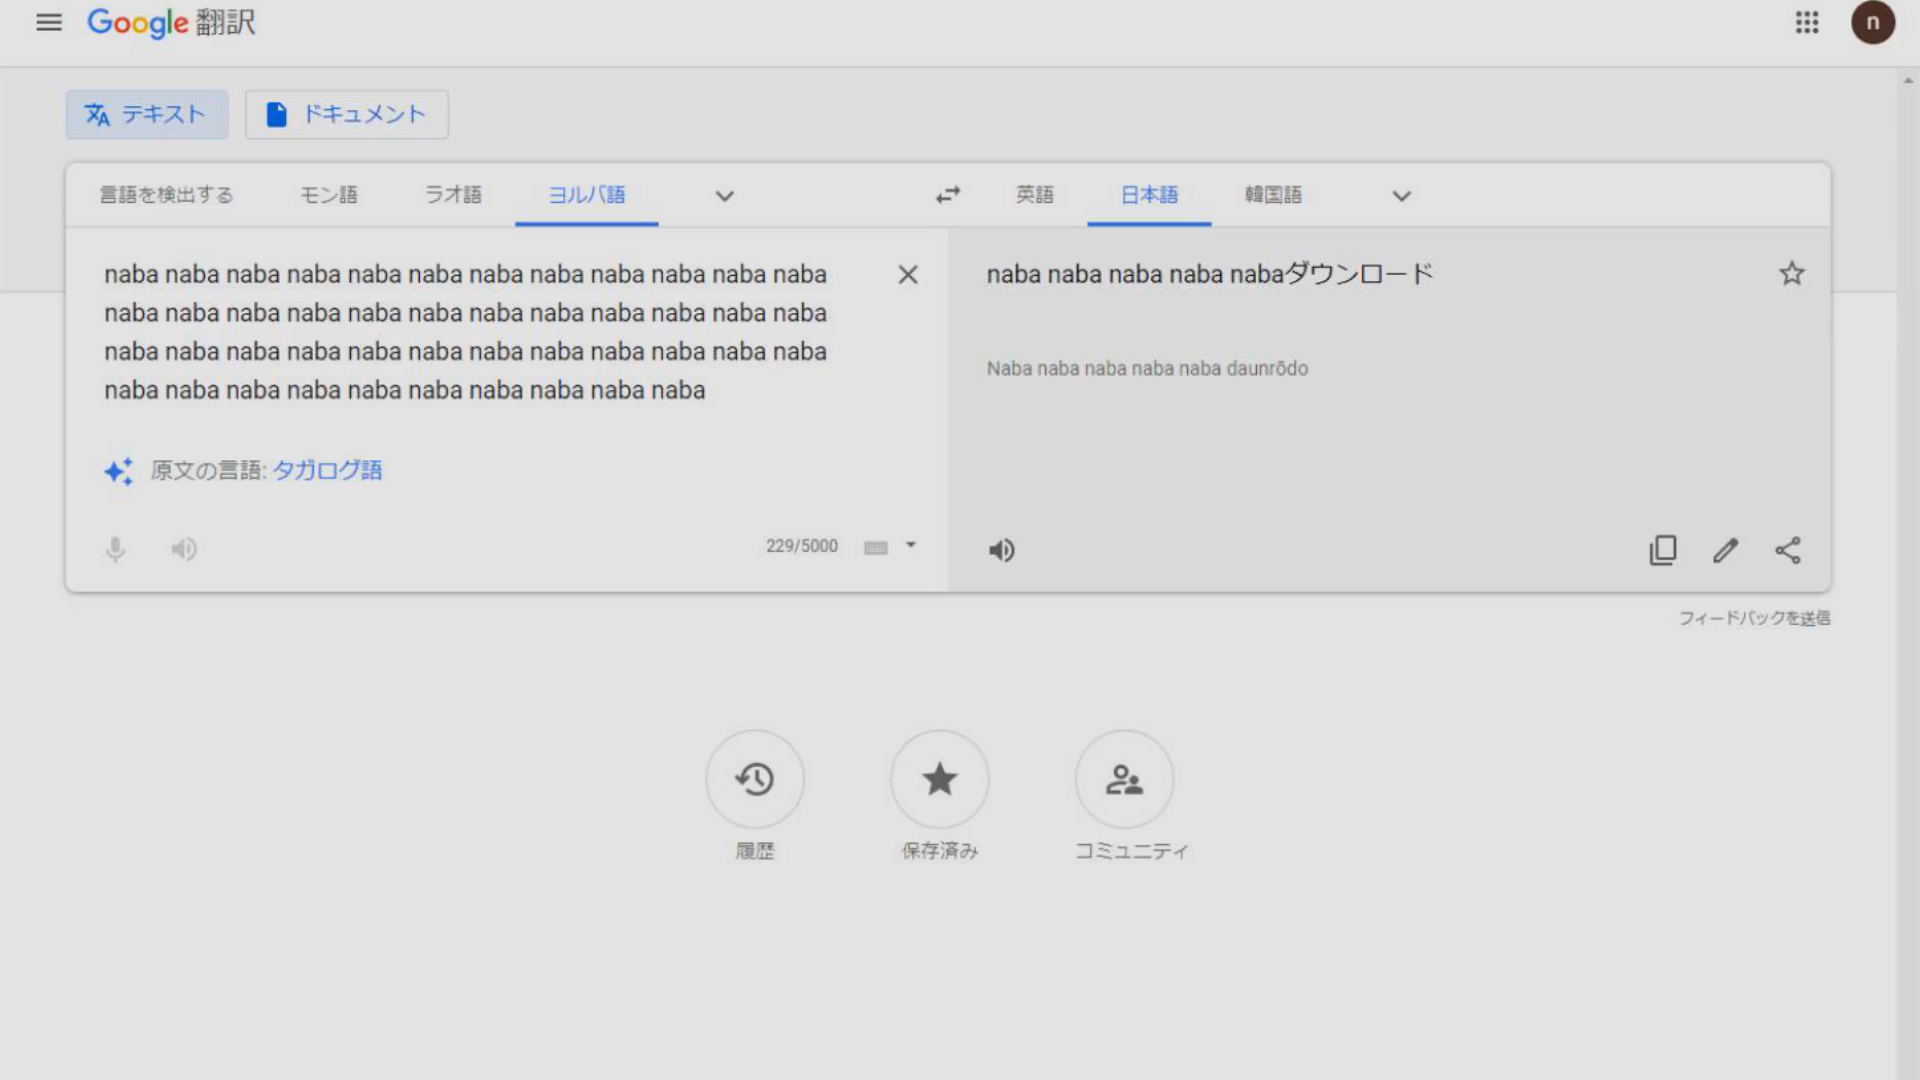 Google 翻訳
n
テキスト
ドキュメント
言語を検出する モン語 ラオ語 ヨルバ語
英語 日本語 韓国語
naba naba naba naba naba naba naba naba naba naba naba naba
naba naba naba naba naba naba naba naba naba naba naba naba
naba naba naba naba naba naba naba naba naba naba naba naba
naba naba naba naba naba naba naba naba naba naba
原文の言語: タガログ語
229/5000
naba naba naba naba nabaダウンロード
Naba naba naba naba naba daunrōdo
フィードバックを送信
履歴
保存済み
コミュニティ